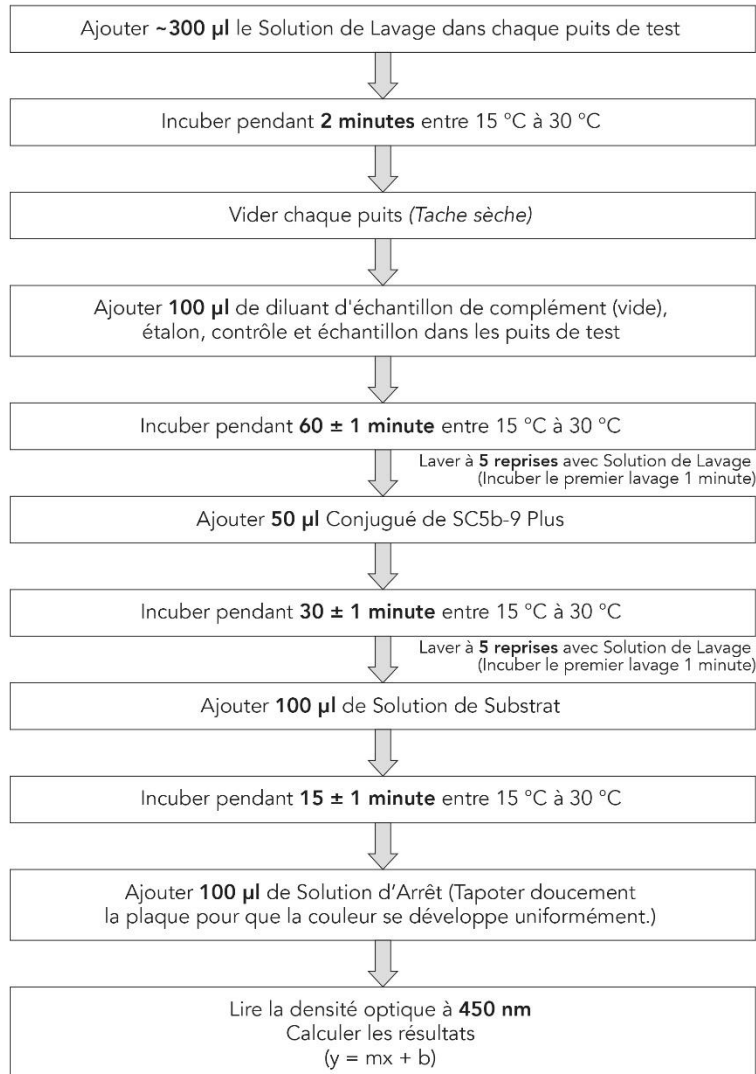 Ajouter ~300 µl le Solution de Lavage dans chaque puits de test
Incuber pendant 2 minutes entre 15 °C à 30 °C
Vider chaque puits (Tache sèche)
Ajouter 100 µl de diluant d'échantillon de complément (vide),
étalon, contrôle et échantillon dans les puits de test
Incuber pendant 60 ± 1 minute entre 15 °C à 30 °C
Laver à 5 reprises avec Solution de Lavage
(Incuber le premier lavage 1 minute)
Ajouter 50 µl Conjugué de SC5b-9 Plus
Incuber pendant 30 ± 1 minute entre 15 °C à 30 °C
Laver à 5 reprises avec Solution de Lavage
(Incuber le premier lavage 1 minute)
Ajouter 100 µl de Solution de Substrat
Incuber pendant 15 ± 1 minute entre 15 °C à 30 °C
Ajouter 100 µl de Solution d’Arrêt (Tapoter doucement
la plaque pour que la couleur se développe uniformément.)
Lire la densité optique à 450 nm
Calculer les résultats
(y = mx + b)